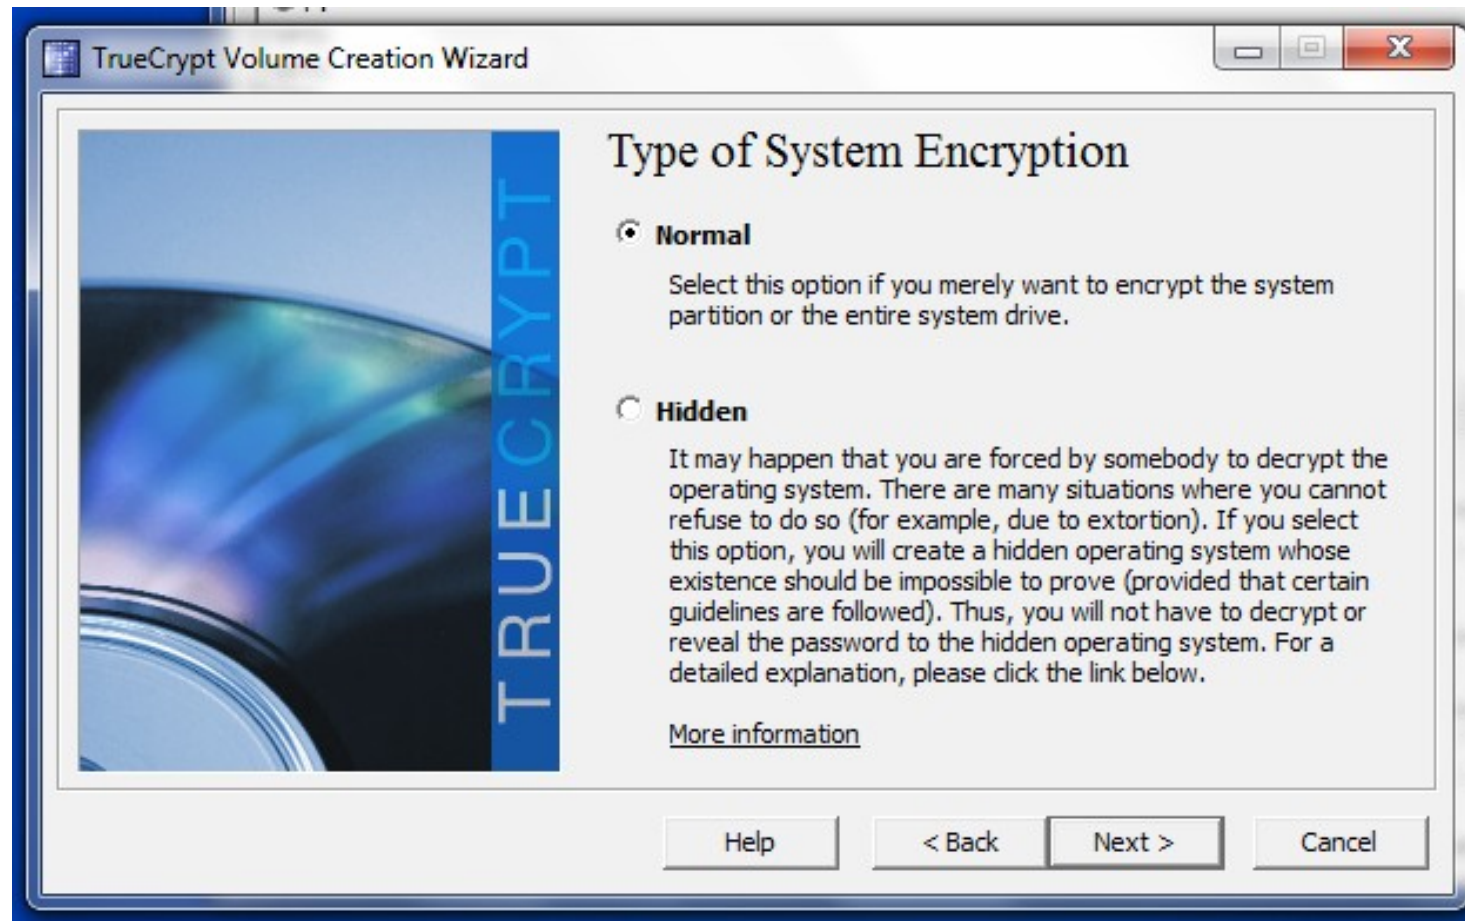 TrueCrypt Volume Creation Wizard
TRUECRYPT
Type of System Encryption
Normal
Select this option if you merely want to encrypt the system
partition or the entire system drive.
Hidden
It may happen that you are forced by somebody to decrypt the
operating system. There are many situations where you cannot
refuse to do so (for example, due to extortion). If you select
this option, you will create a hidden operating system whose
existence should be impossible to prove (provided that certain
guidelines are followed). Thus, you will not have to decrypt or
reveal the password to the hidden operating system. For a
detailed explanation, please click the link below.
More information
Help
< Back
Next >
Cancel